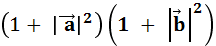 (1 + |a⃗|²)(1 + |b⃗|²)